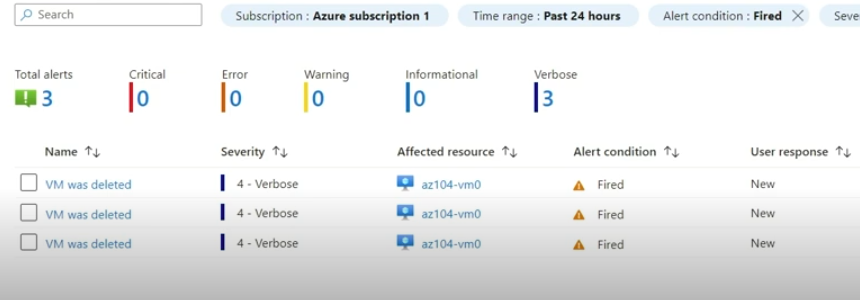 Search Subscription : Azure subscription 1 Time range : Past 24 hours Alert condition : Fired
Total alerts Critical Error Warning Informational Verbose
3 0 0 0 0 3
Name Severity Affected resource Alert condition User response
VM was deleted 4 - Verbose az104-vm0 Fired New
VM was deleted 4 - Verbose az104-vm0 Fired New
VM was deleted 4 - Verbose az104-vm0 Fired New